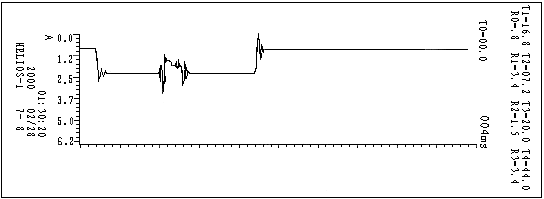 T1=16.8 T2=07.2 T3=20.0 T4=44.0
R0=.8 R1=3.4 R2=1.5 R3=3.4
T0=00.0 004ms
A
0.0
1.2
2.5
3.7
5.0
6.2
01:30:20
2000 02/28
HELIOS-1 7- 8